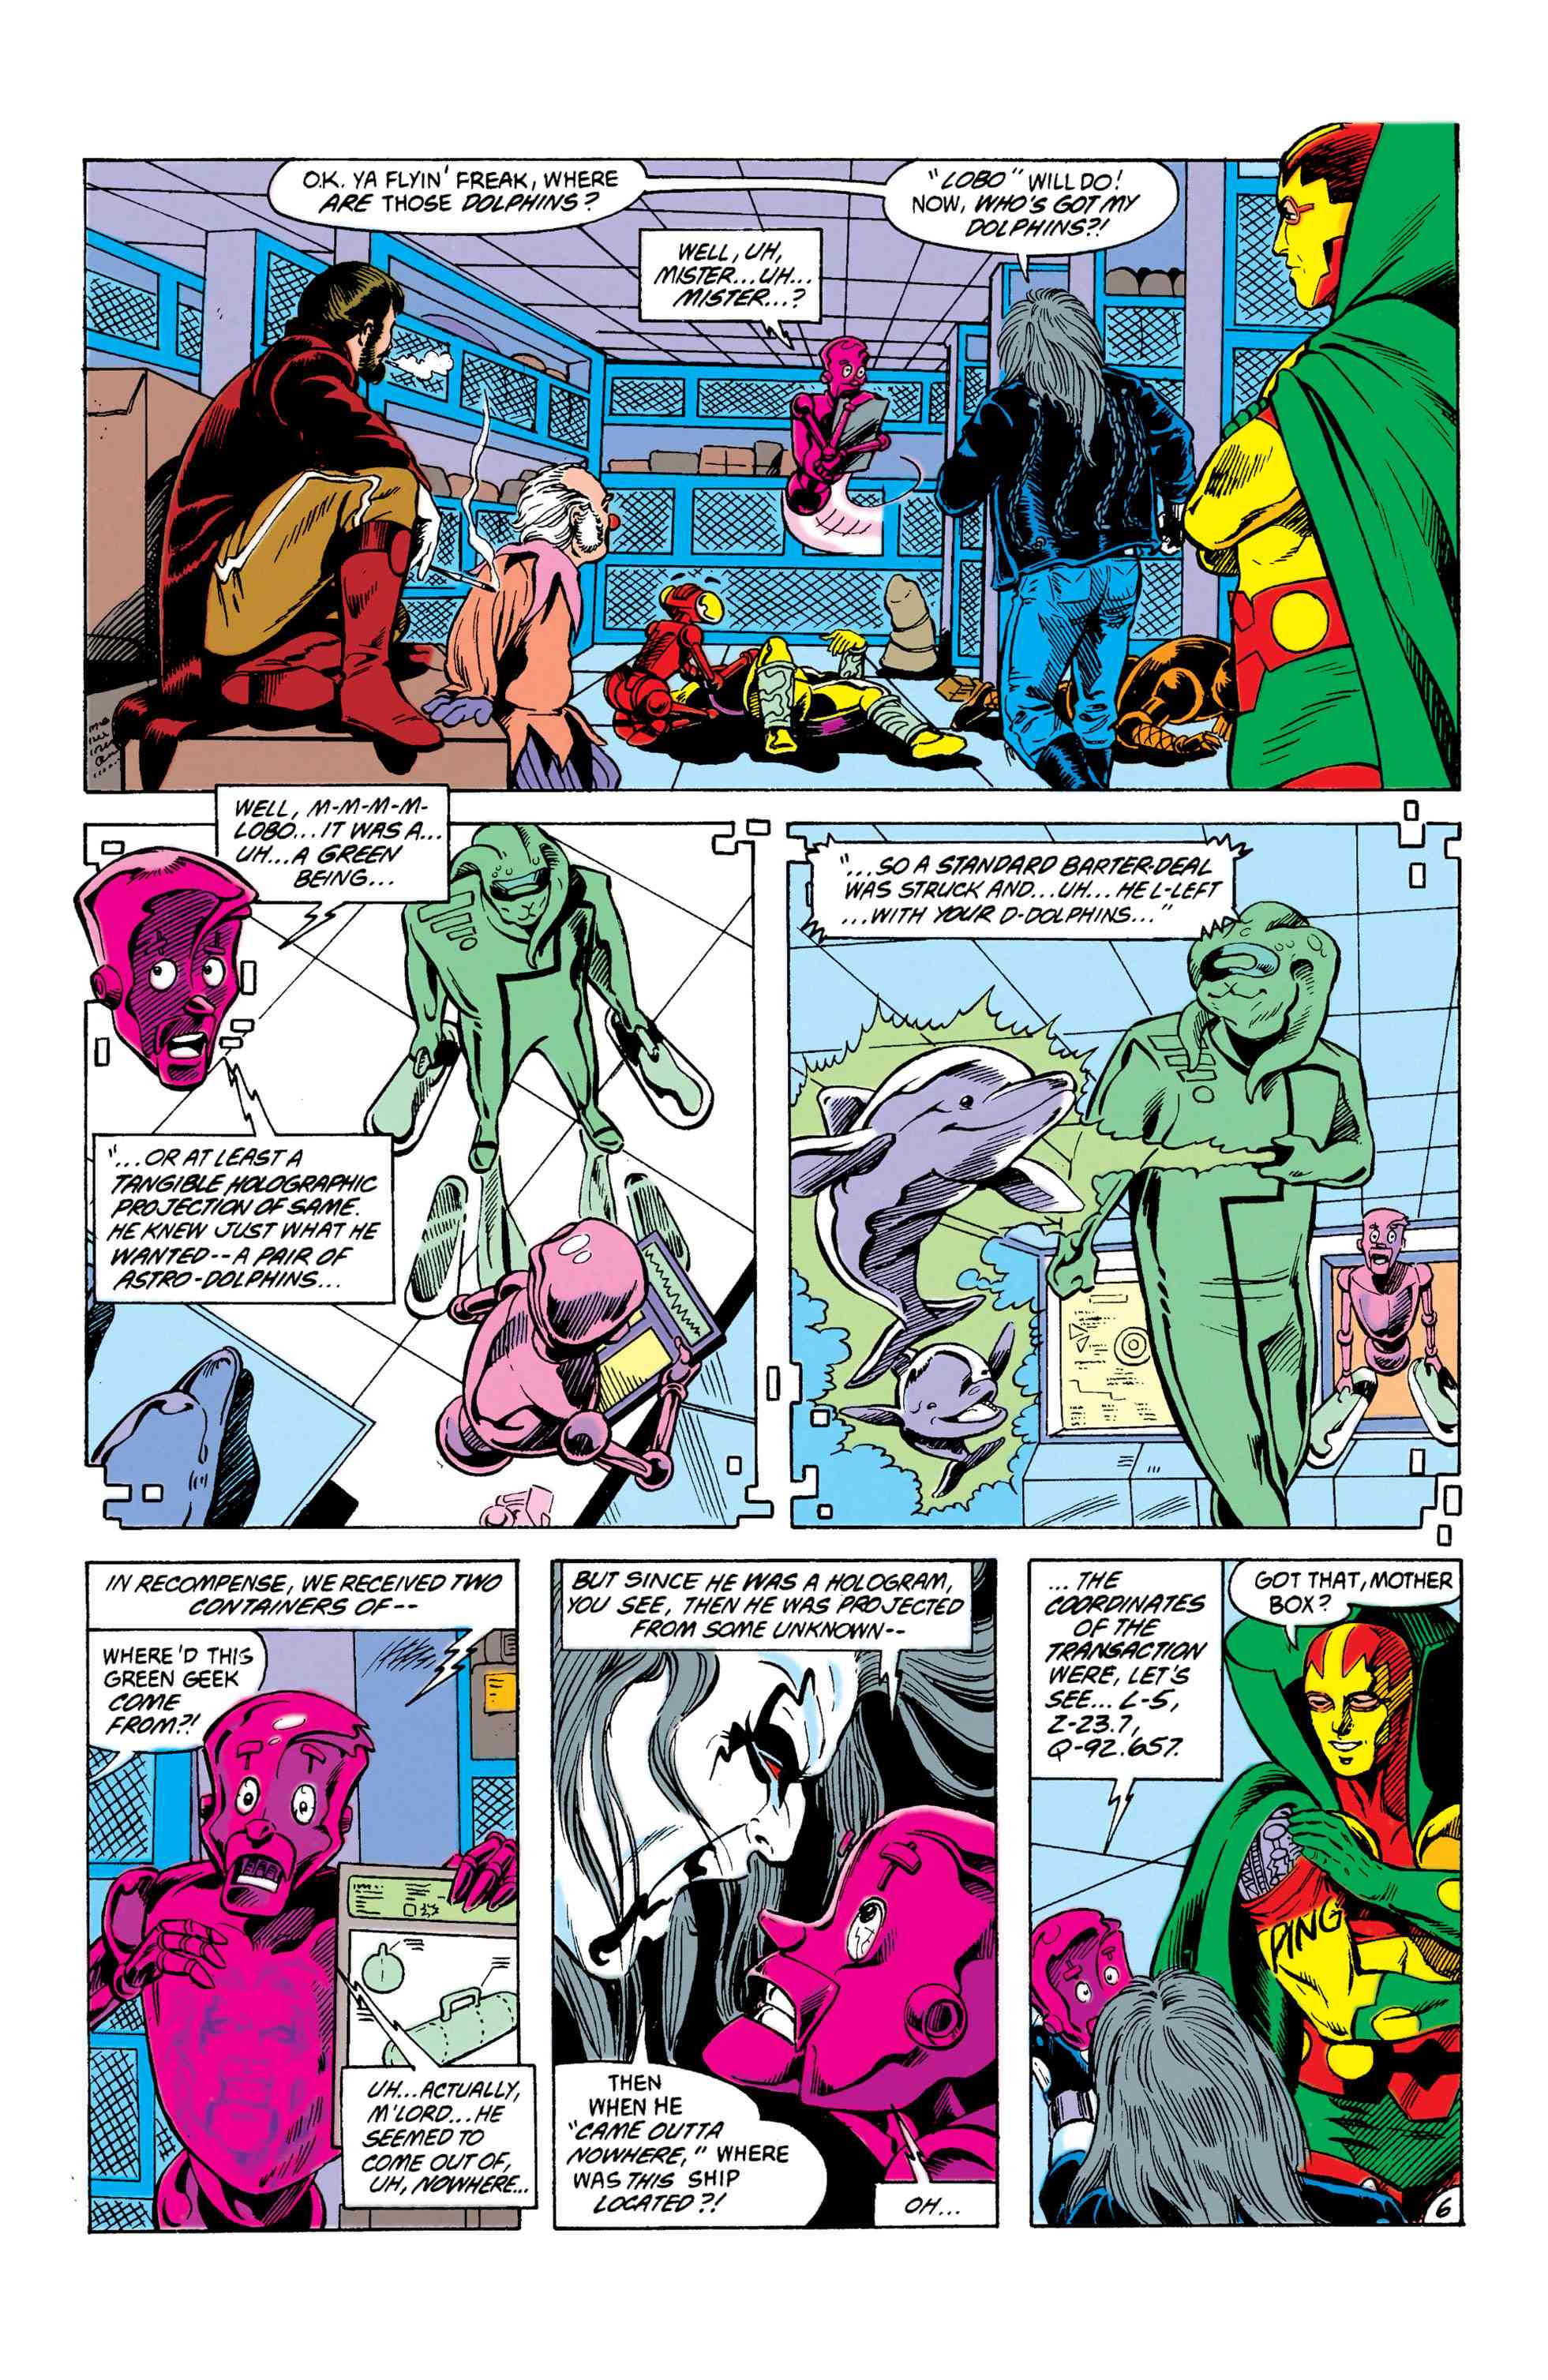 O.K. YA FLYIN' FREAK, WHERE
ARE THOSE DOLPHINS?
WELL, UH,
MISTER...UH...
MISTER...?
"LOBO" WILL DO!
NOW, WHO'S GOT MY
DOLPHINS?!
WELL, M-M-M-M-
LOBO...IT WAS A...
UH...A GREEN
BEING...
"...OR AT LEAST A
TANGIBLE HOLOGRAPHIC
PROJECTION OF SAME.
HE KNEW JUST WHAT HE
WANTED--A PAIR OF
ASTRO-DOLPHINS...
"...SO A STANDARD BARTER-DEAL
WAS STRUCK AND...UH...HE L-LEFT
...WITH YOUR D-DOLPHINS..."
IN RECOMPENSE, WE RECEIVED TWO
CONTAINERS OF--
WHERE'D THIS
GREEN GEEK
COME
FROM?!
UH...ACTUALLY,
M'LORD...HE
SEEMED TO
COME OUT OF,
UH, NOWHERE...
BUT SINCE HE WAS A HOLOGRAM,
YOU SEE, THEN HE WAS PROJECTED
FROM SOME UNKNOWN--
THEN
WHEN HE
"CAME OUTTA
NOWHERE," WHERE
WAS THIS SHIP
LOCATED?!
OH...
...THE
COORDINATES
OF THE
TRANSACTION
WERE, LET'S
SEE... L-5,
Z-23.7,
Q-92.657.
GOT THAT, MOTHER
BOX?
PING
6